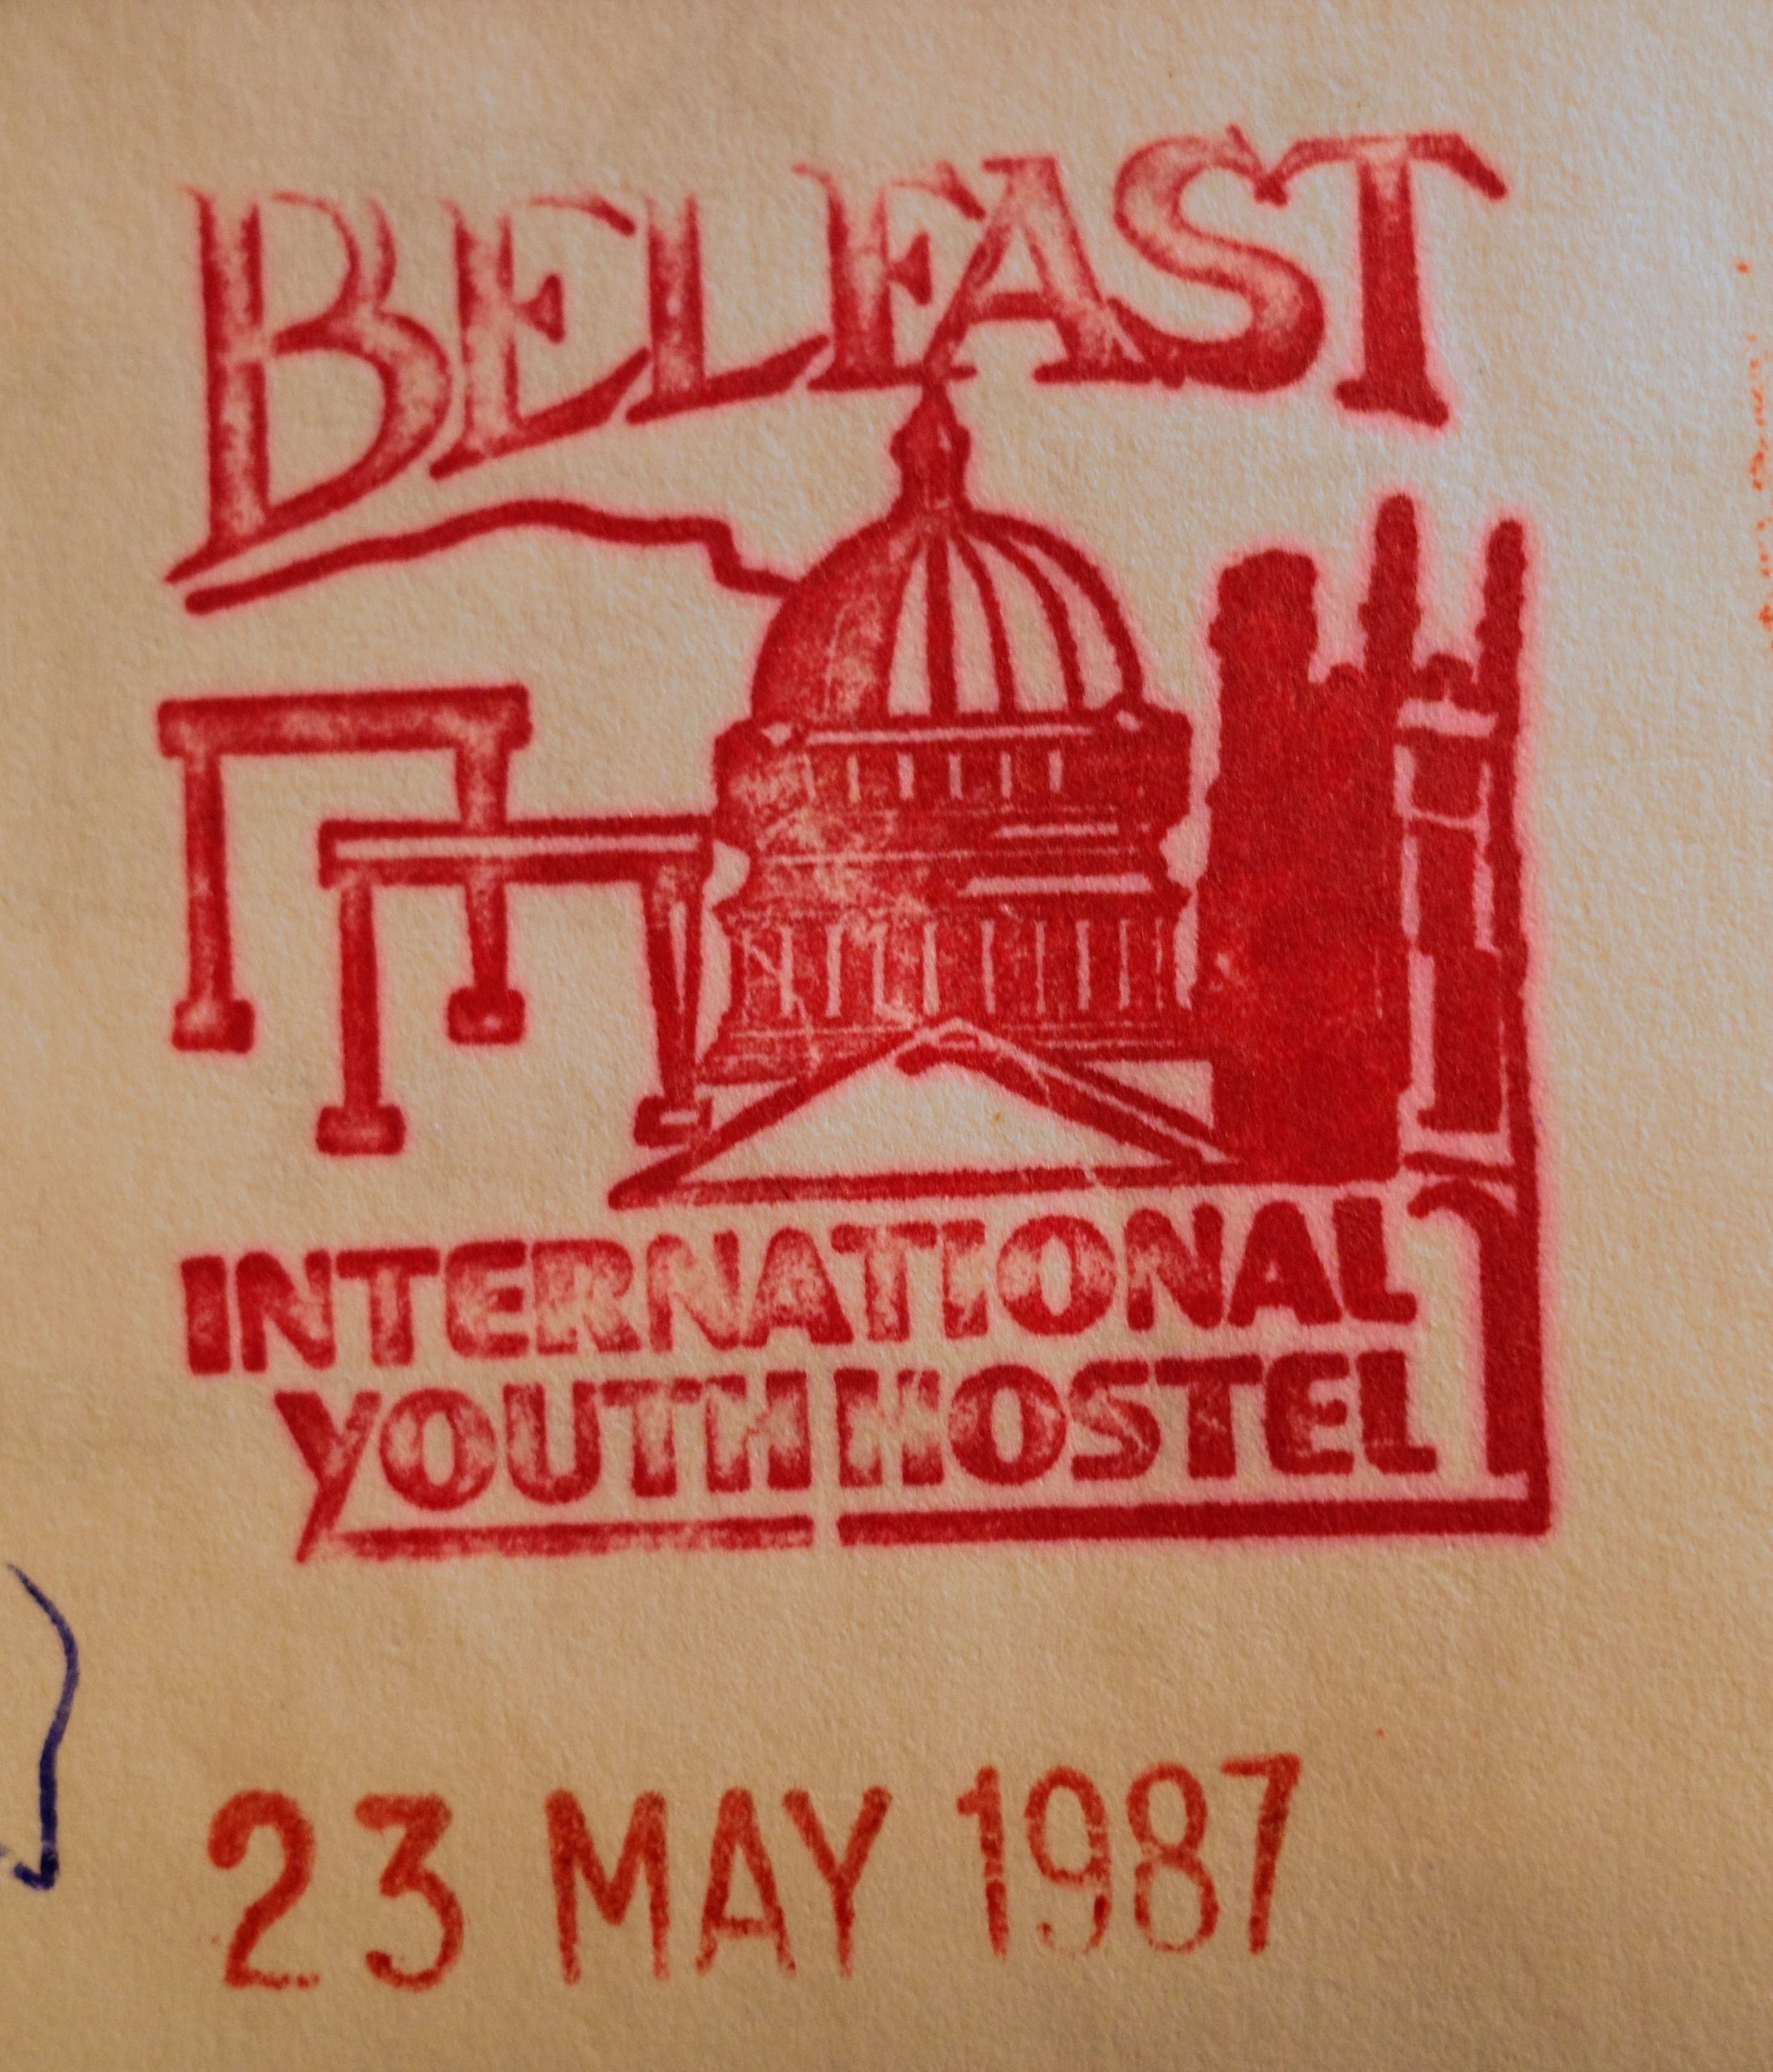 BELFAST
INTERNATIONAL
YOUTH HOSTEL
23 MAY 1987